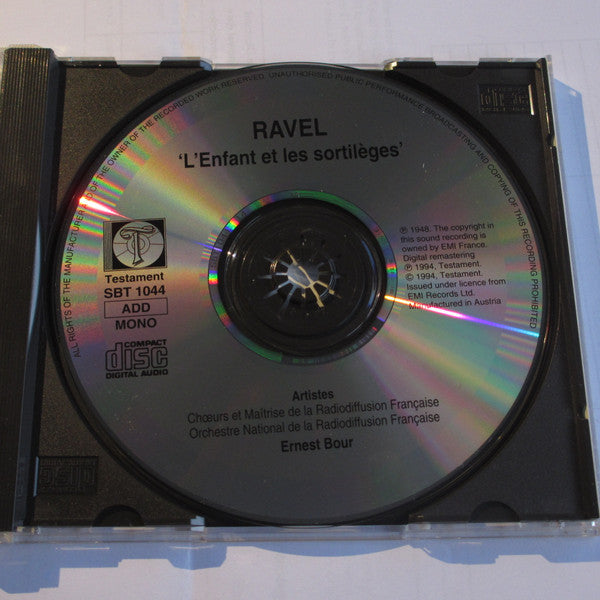 ALL RIGHTS OF THE MANUFACTURER AND OF THE OWNER OF THE RECORDED WORK RESERVED. UNAUTHORISED PUBLIC PERFORMANCE BROADCASTING AND COPYING OF THIS RECORDING PROHIBITED
RAVEL
'L'Enfant et les sortilèges'
Testament
SBT 1044
ADD
MONO
COMPACT
disc
DIGITAL AUDIO
℗ 1948. The copyright in
this sound recording is
owned by EMI France.
Digital remastering
℗ 1994, Testament.
© 1994, Testament.
Issued under licence from
EMI Records Ltd.
Manufactured in Austria
Artistes
Chœurs et Maîtrise de la Radiodiffusion Française
Orchestre National de la Radiodiffusion Française
Ernest Bour